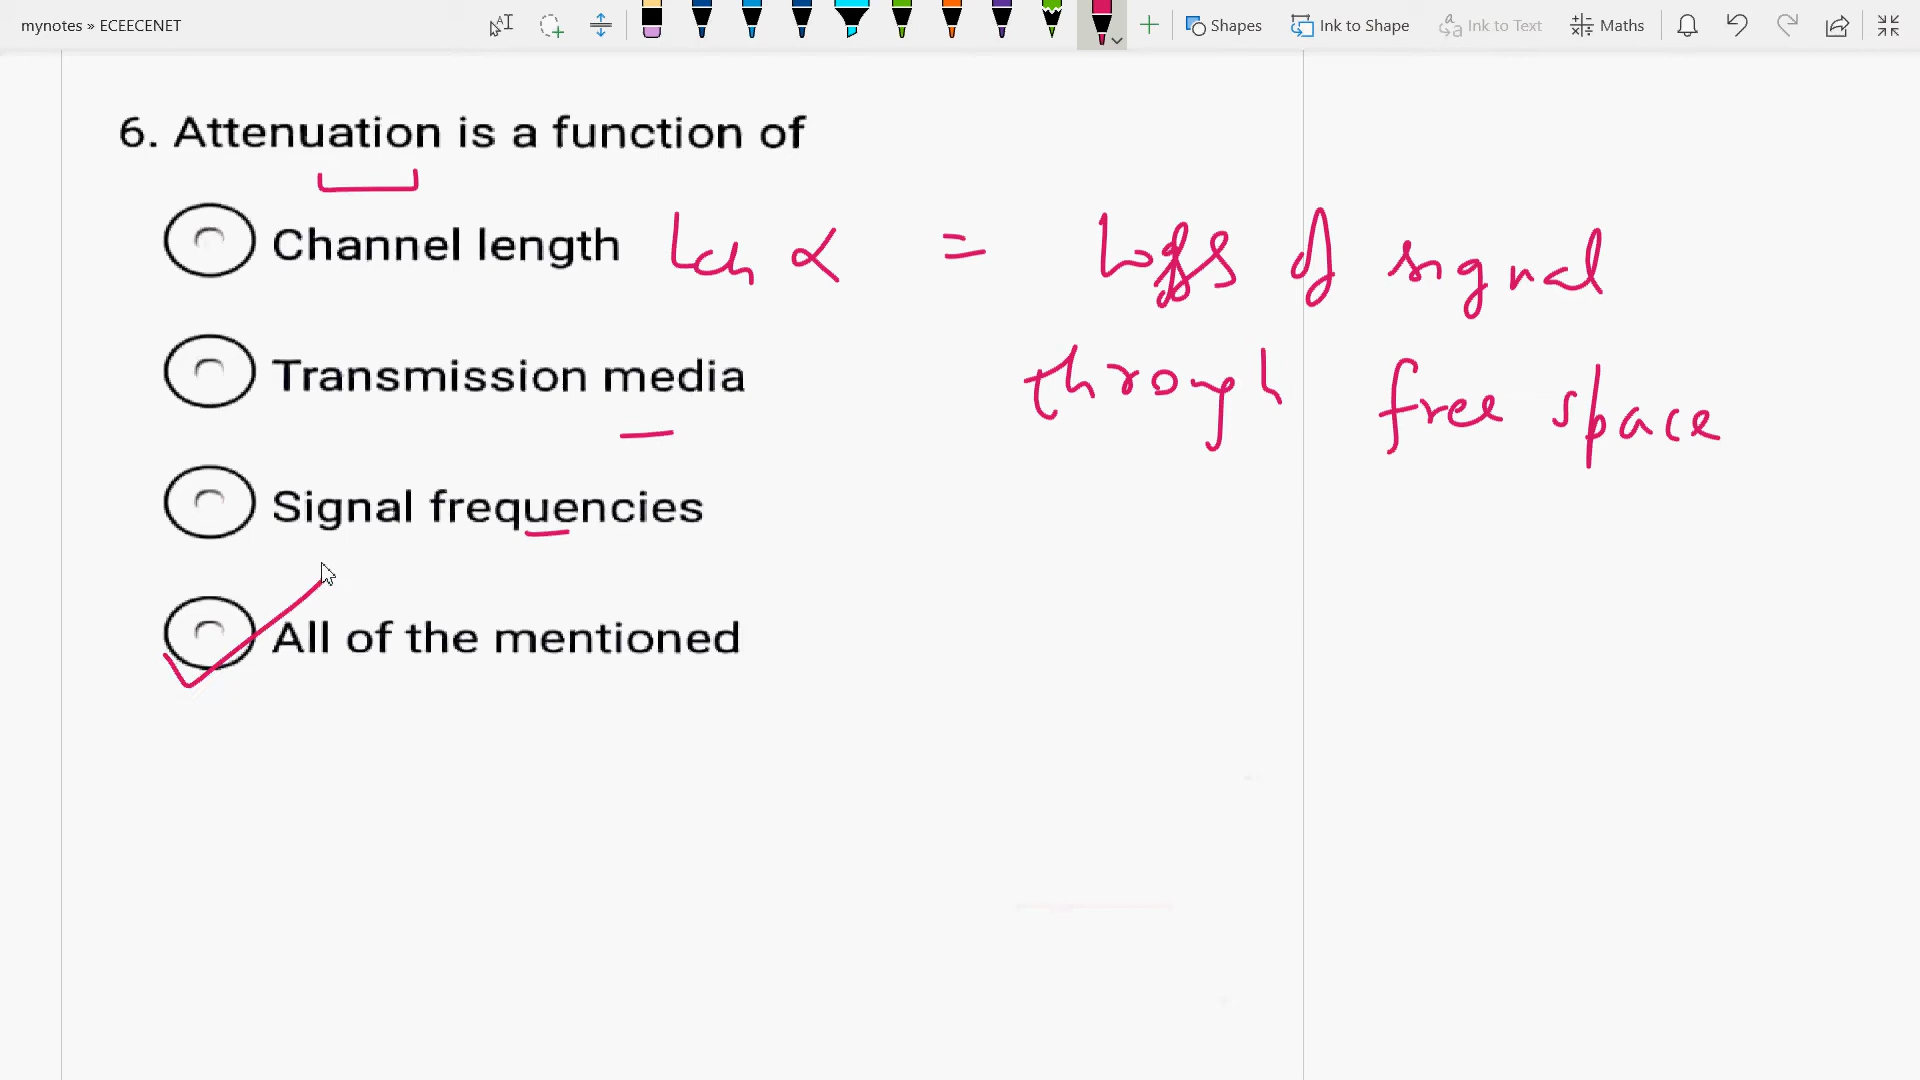 mynotes » ECEECENET
Shapes Ink to Shape Ink to Text Maths
6. Attenuation is a function of
Channel length Lch α = Loss of signal
Transmission media through free space
Signal frequencies
All of the mentioned